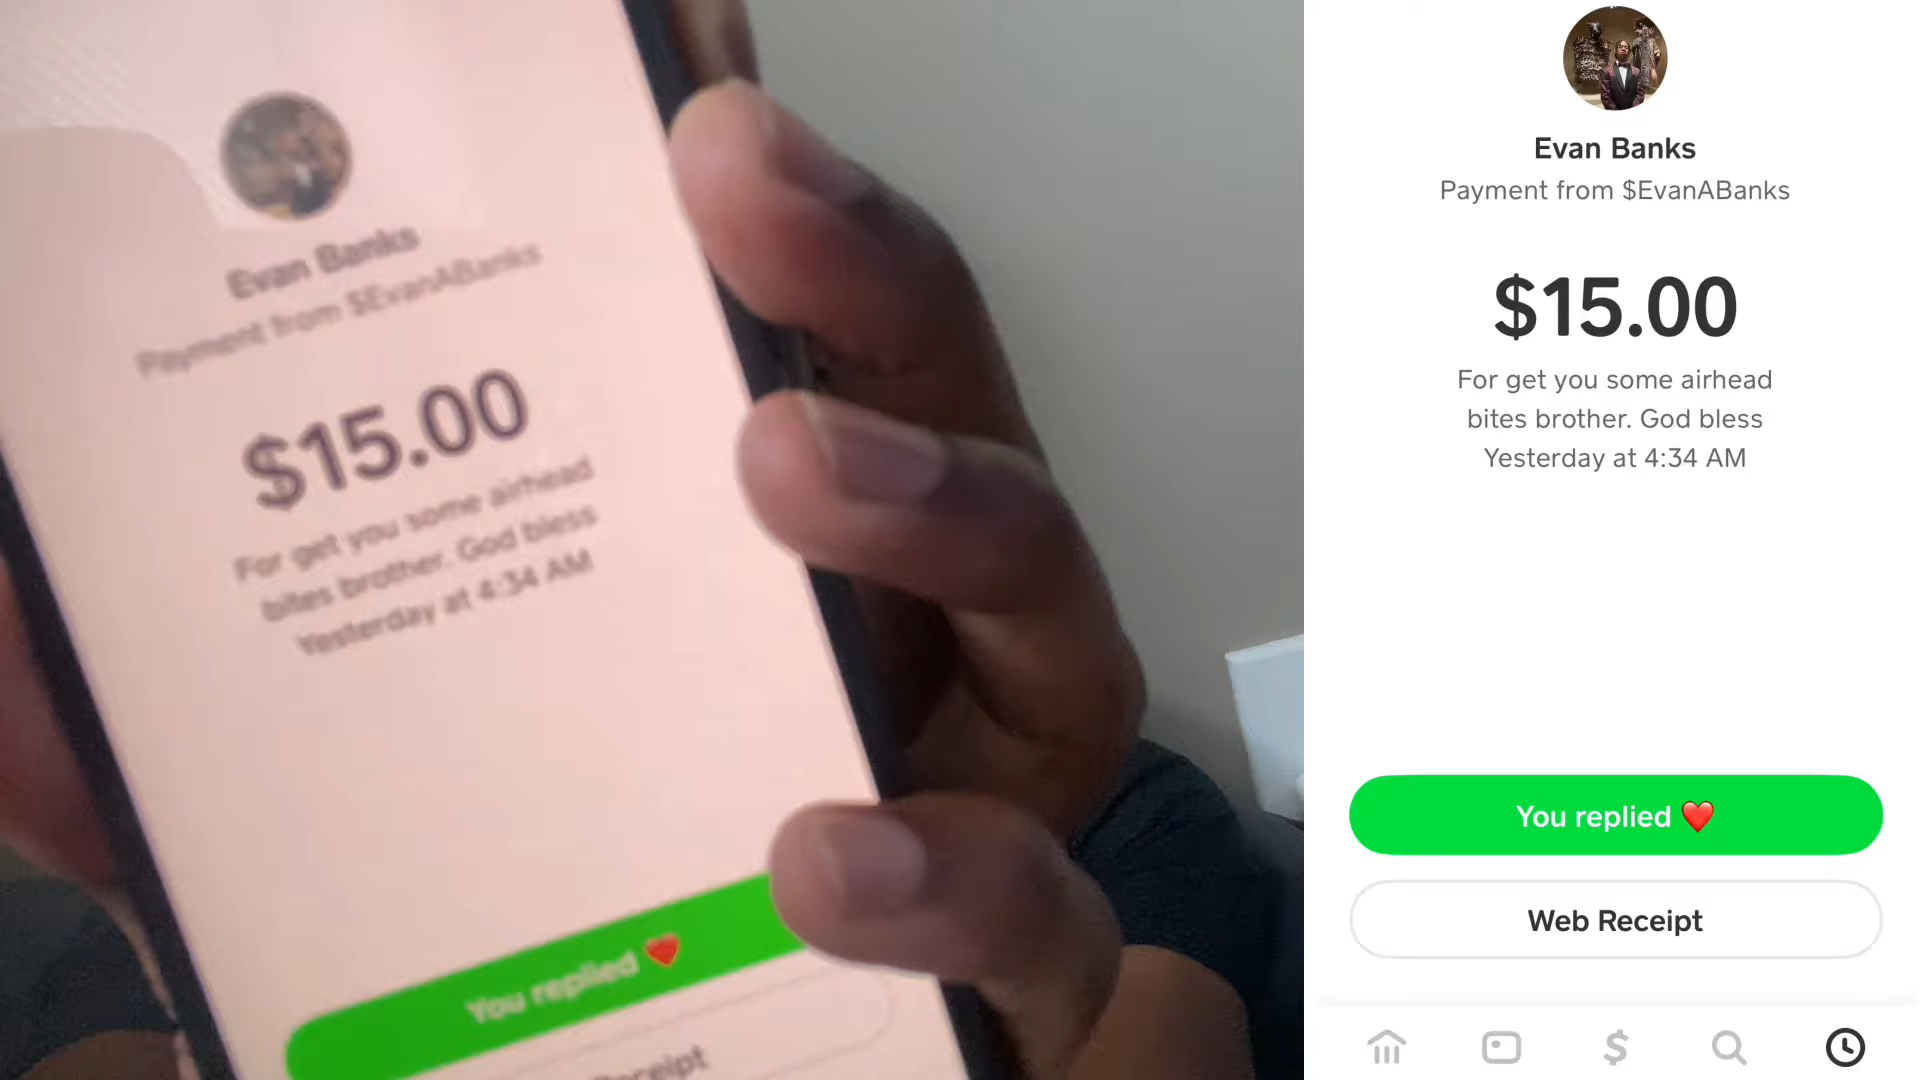 Evan Banks
Payment from $EvanABanks
$15.00
For get you some airhead
bites brother. God bless
Yesterday at 4:34 AM
You replied ❤️
Receipt
Evan Banks
Payment from $EvanABanks
$15.00
For get you some airhead
bites brother. God bless
Yesterday at 4:34 AM
You replied ❤️
Web Receipt
$